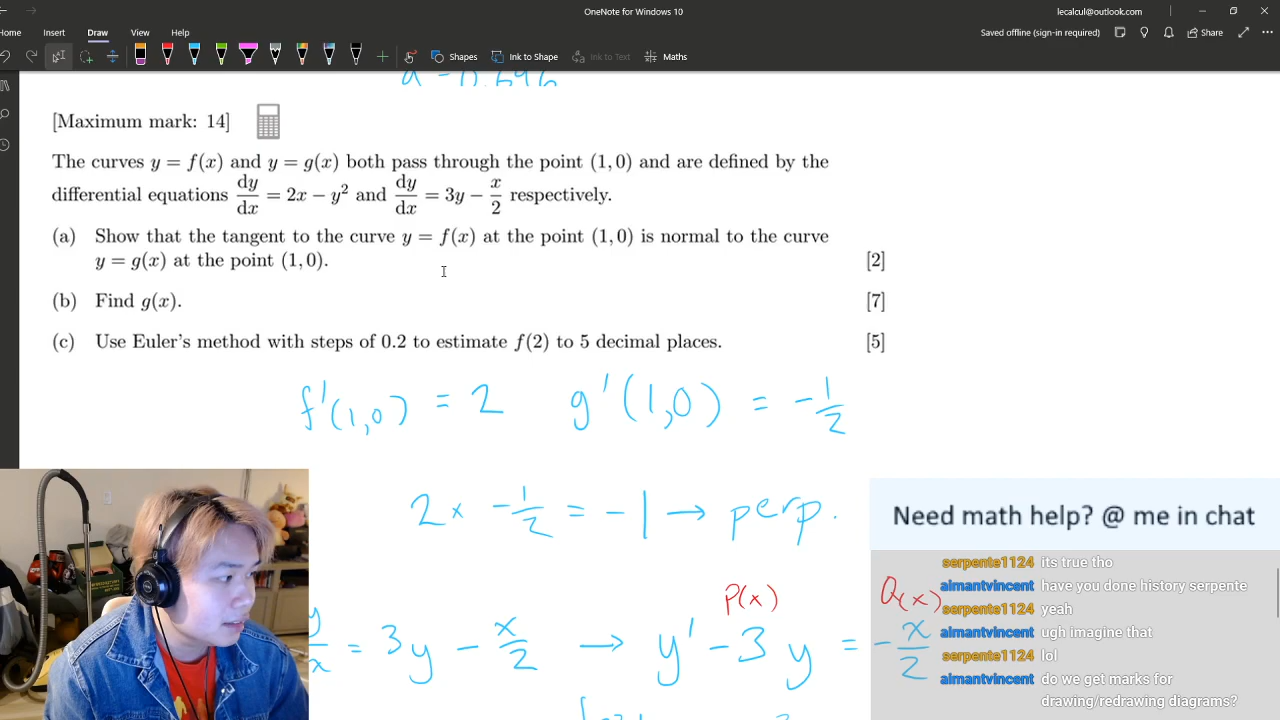 OneNote for Windows 10
lecalcul@outlook.com
Home Insert Draw View Help
Saved offline (sign-in required)
Share
Shapes
Ink to Shape
Ink to Text
Maths
a = 0.696
[Maximum mark: 14]
The curves y = f(x) and y = g(x) both pass through the point (1, 0) and are defined by the
differential equations dy/dx = 2x − y² and dy/dx = 3y − x/2 respectively.
(a) Show that the tangent to the curve y = f(x) at the point (1, 0) is normal to the curve
y = g(x) at the point (1, 0). [2]
(b) Find g(x). [7]
(c) Use Euler's method with steps of 0.2 to estimate f(2) to 5 decimal places. [5]
f'(1,0) = 2 g'(1,0) = -1/2
2 x -1/2 = -1 → perp.
P(x) Q(x)
y/x = 3y - x/2 → y' - 3y = -x/2
Need math help? @ me in chat
serpente1124 its true tho
aimantvincent have you done history serpente
serpente1124 yeah
aimantvincent ugh imagine that
serpente1124 lol
aimantvincent do we get marks for
drawing/redrawing diagrams?